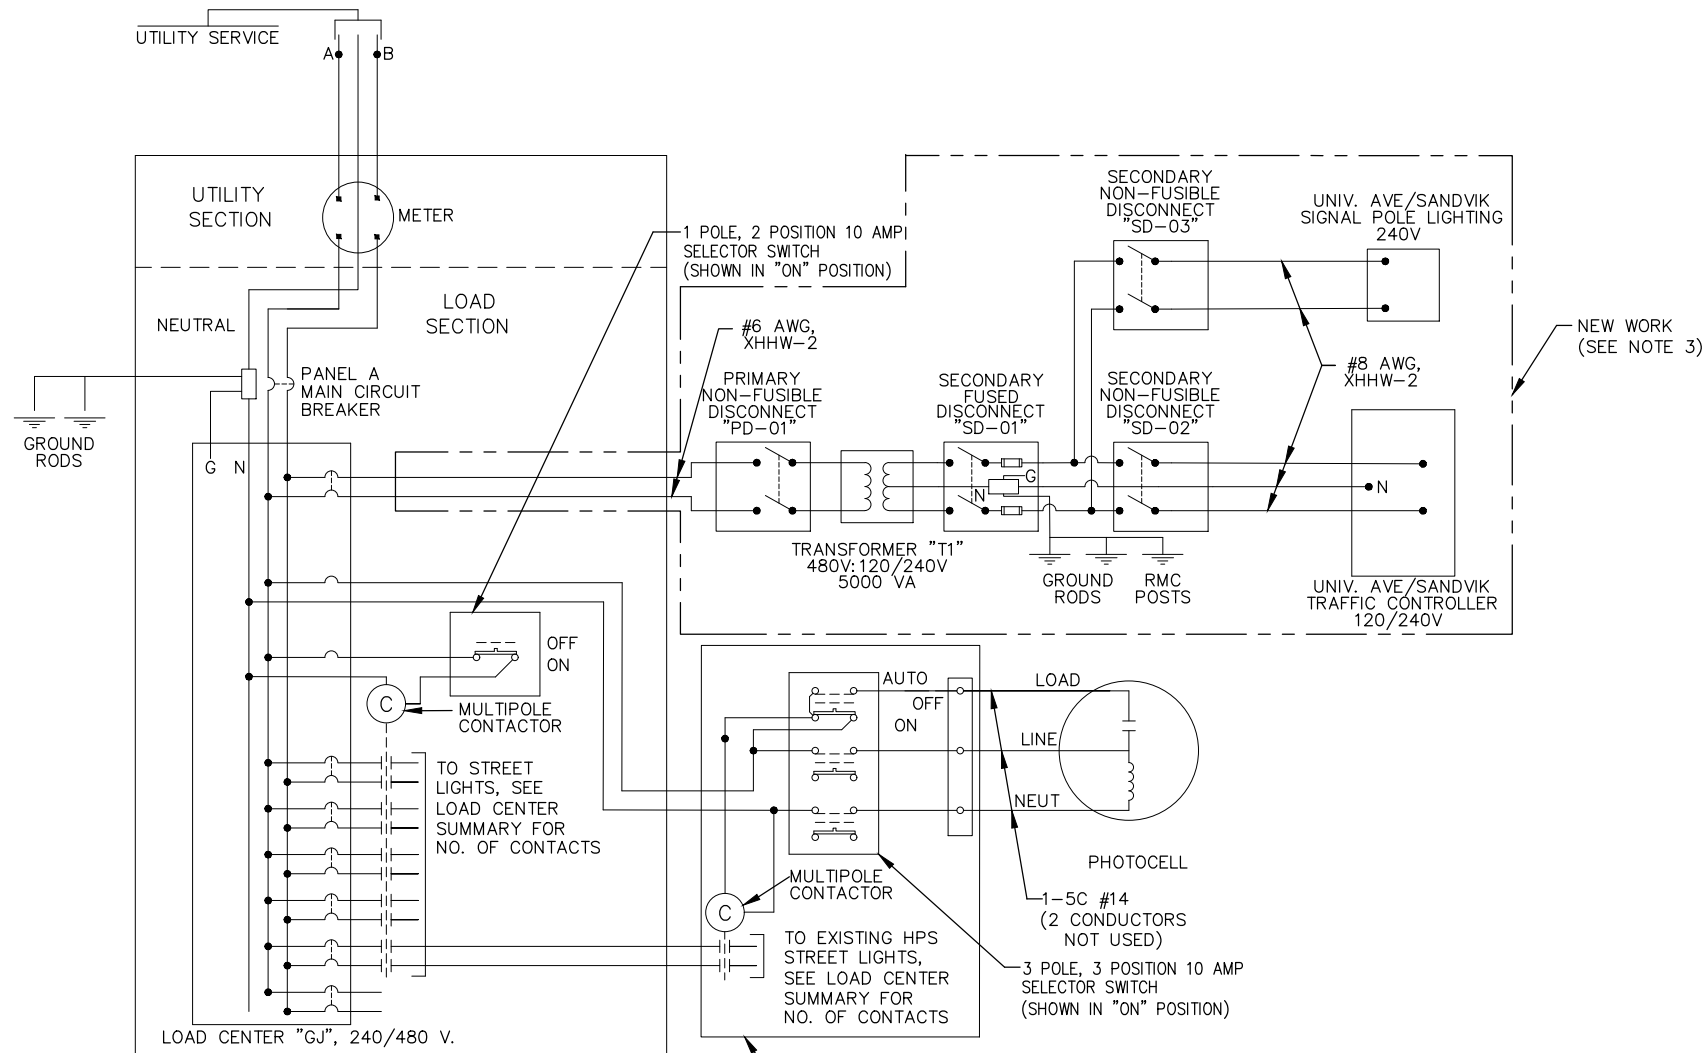 UTILITY SERVICE
A
B
UTILITY
SECTION
METER
1 POLE, 2 POSITION 10 AMP
SELECTOR SWITCH
(SHOWN IN "ON" POSITION)
SECONDARY
NON-FUSIBLE
DISCONNECT
"SD-03"
UNIV. AVE/SANDVIK
SIGNAL POLE LIGHTING
240V
NEUTRAL
LOAD
SECTION
#6 AWG,
XHHW-2
NEW WORK
(SEE NOTE 3)
PANEL A
MAIN CIRCUIT
BREAKER
PRIMARY
NON-FUSIBLE
DISCONNECT
"PD-01"
SECONDARY
FUSED
DISCONNECT
"SD-01"
SECONDARY
NON-FUSIBLE
DISCONNECT
"SD-02"
#8 AWG,
XHHW-2
GROUND
RODS
G N
G
N
N
TRANSFORMER "T1"
480V:120/240V
5000 VA
GROUND
RODS
RMC
POSTS
UNIV. AVE/SANDVIK
TRAFFIC CONTROLLER
120/240V
OFF
ON
C
MULTIPOLE
CONTACTOR
AUTO
OFF
ON
LOAD
LINE
NEUT
TO STREET
LIGHTS, SEE
LOAD CENTER
SUMMARY FOR
NO. OF CONTACTS
PHOTOCELL
MULTIPOLE
CONTACTOR
C
1-5C #14
(2 CONDUCTORS
NOT USED)
TO EXISTING HPS
STREET LIGHTS,
SEE LOAD CENTER
SUMMARY FOR
NO. OF CONTACTS
3 POLE, 3 POSITION 10 AMP
SELECTOR SWITCH
(SHOWN IN "ON" POSITION)
LOAD CENTER "GJ", 240/480 V.